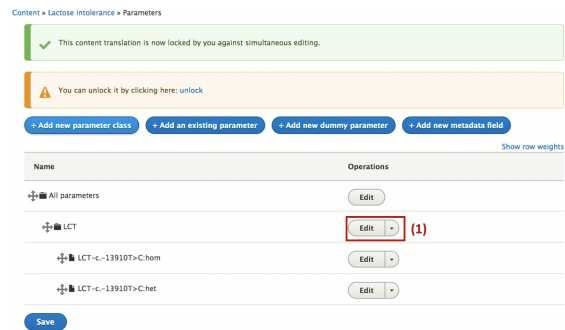 Content » Lactose intolerance » Parameters
This content translation is now locked by you against simultaneous editing.
You can unlock it by clicking here: unlock
+ Add new parameter class + Add an existing parameter + Add new dummy parameter + Add new metadata field
Show row weights
Name Operations
All parameters Edit
LCT Edit (1)
LCT-c.-13910T>C:hom Edit
LCT-c.-13910T>C:het Edit
Save